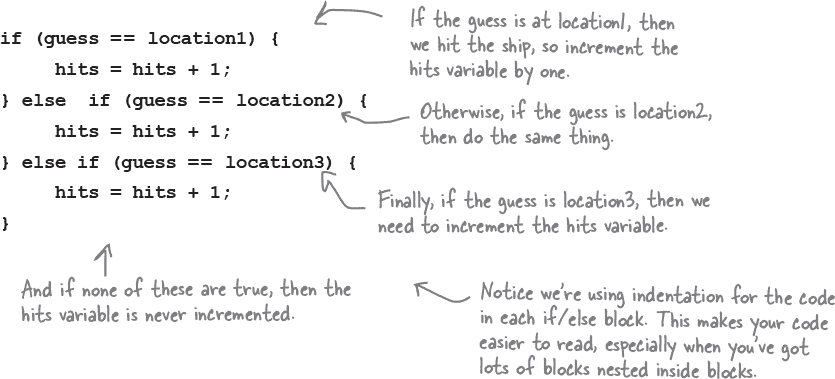 if (guess == location1) {
If the guess is at location1, then
we hit the ship, so increment the
hits variable by one.
hits = hits + 1;
} else  if (guess == location2) {
Otherwise, if the guess is location2,
then do the same thing.
hits = hits + 1;
} else if (guess == location3) {
hits = hits + 1;
Finally, if the guess is location3, then we
need to increment the hits variable.
}
And if none of these are true, then the
hits variable is never incremented.
Notice we're using indentation for the code
in each if/else block. This makes your code
easier to read, especially when you've got
lots of blocks nested inside blocks.